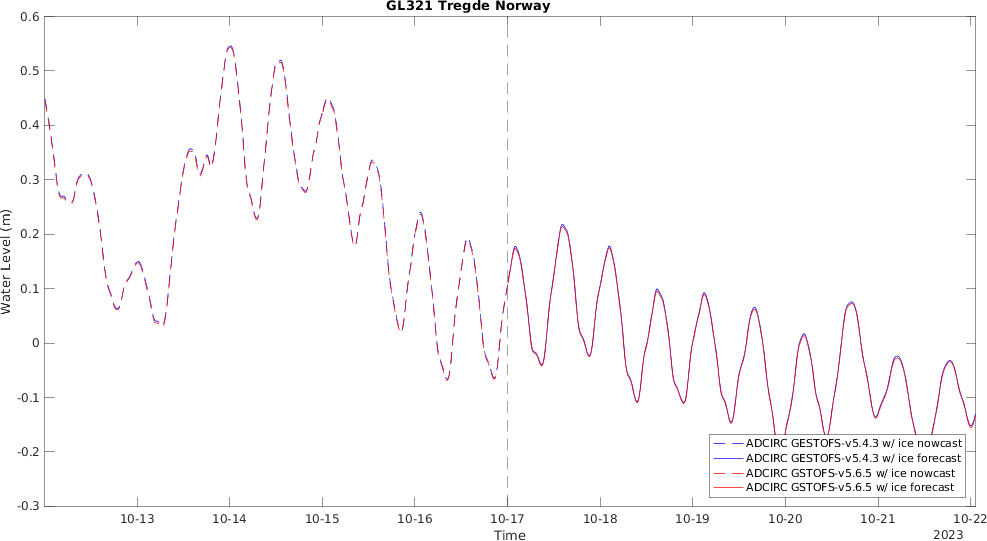 GL321 Tregde Norway
0.6
0.5
0.4
0.3
0.2
0.1
0
-0.1
-0.2
-0.3
Water Level (m)
10-13 10-14 10-15 10-16 10-17 10-18 10-19 10-20 10-21 10-22
Time
2023
ADCIRC GESTOFS-v5.4.3 w/ ice nowcast
ADCIRC GESTOFS-v5.4.3 w/ ice forecast
ADCIRC GSTOFS-v5.6.5 w/ ice nowcast
ADCIRC GSTOFS-v5.6.5 w/ ice forecast